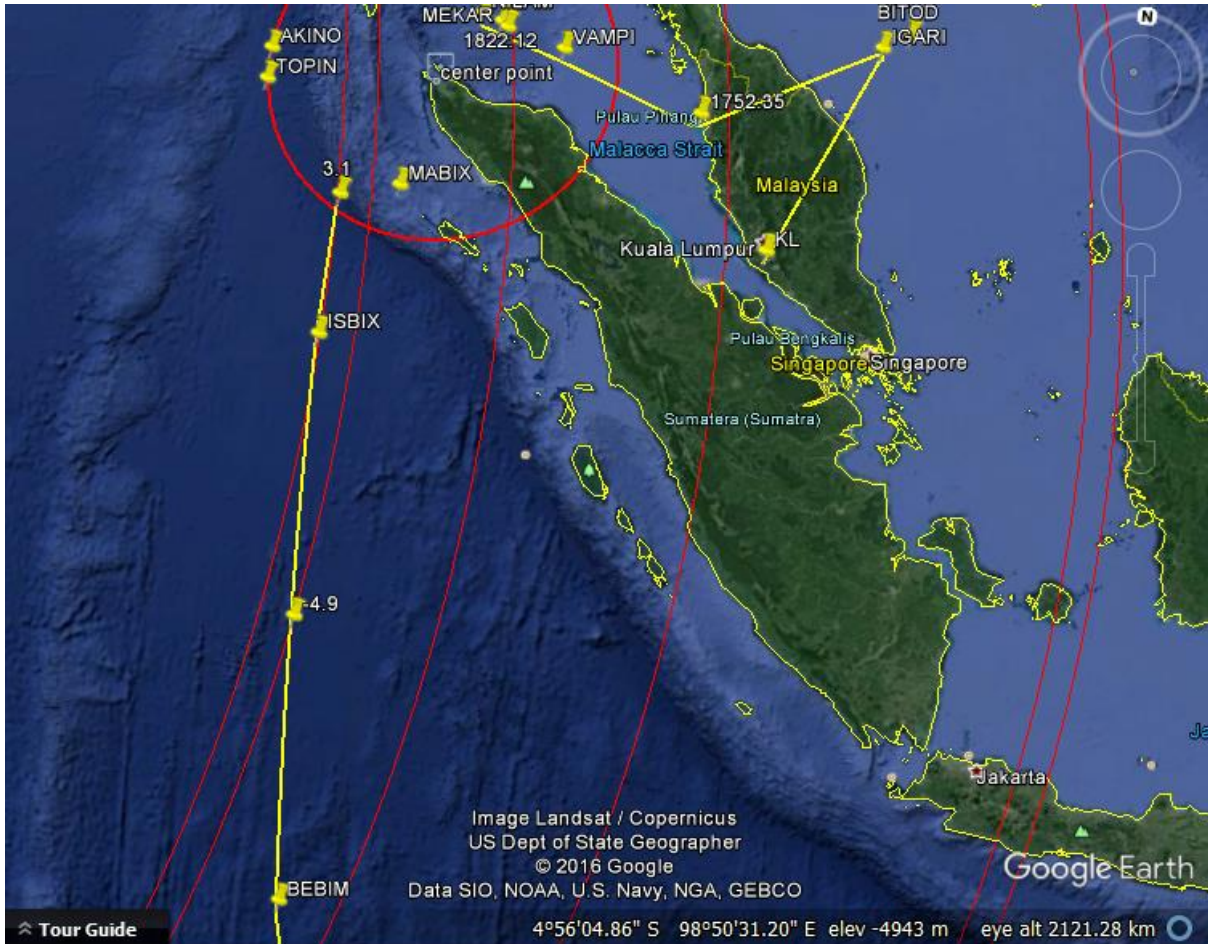 MEKAR
BITOD
N
AKINO
1822.12
VAMPI
IGARI
TOPIN
center point
1752.35
Pulau Pinang
Malacca Strait
3.1
MABIX
Malaysia
Kuala Lumpur
KL
ISBIX
Pulau Bengkalis
Singapore
Singapore
Sumatera (Sumatra)
-4.9
Ja
Jakarta
Image Landsat / Copernicus
US Dept of State Geographer
© 2016 Google
Data SIO, NOAA, U.S. Navy, NGA, GEBCO
Google Earth
BEBIM
Tour Guide
4°56'04.86" S 98°50'31.20" E elev -4943 m eye alt 2121.28 km